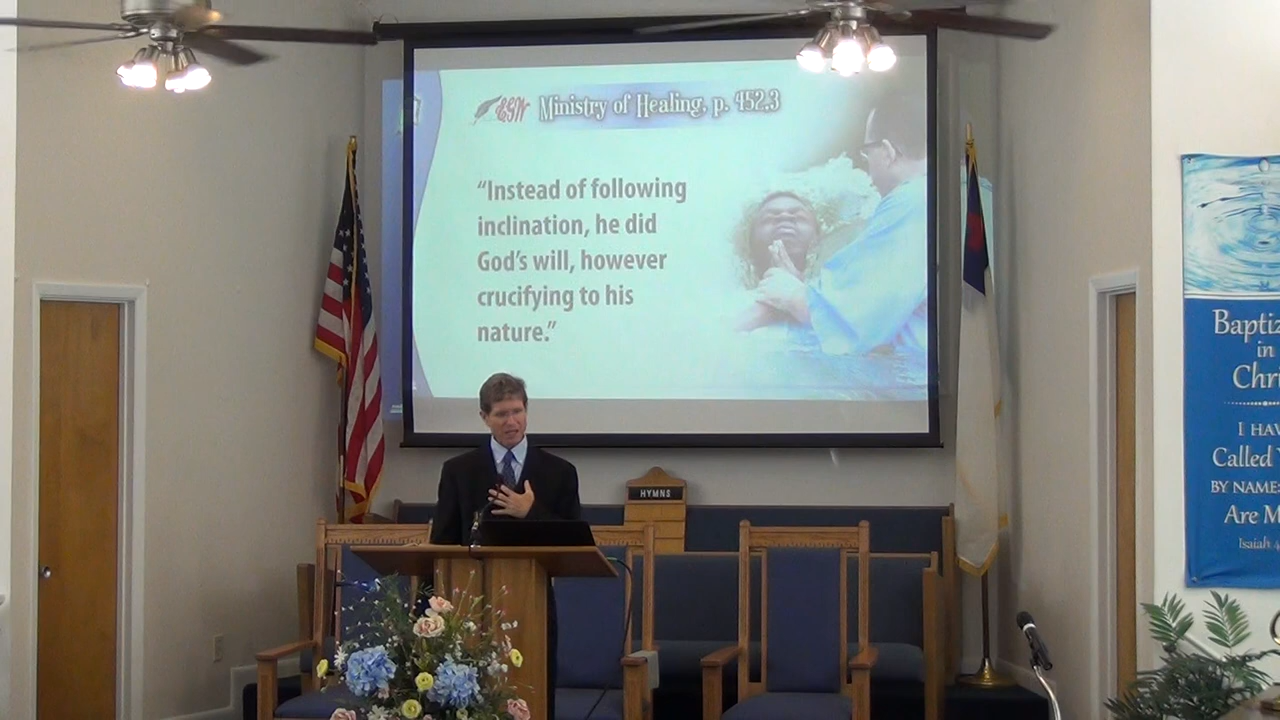 EGW Ministry of Healing, p. 452.3
“Instead of following
inclination, he did
God’s will, however
crucifying to his
nature.”
HYMNS
Baptiz
in
Chri
I HAV
Called
BY NAME:
Are M
Isaiah 4